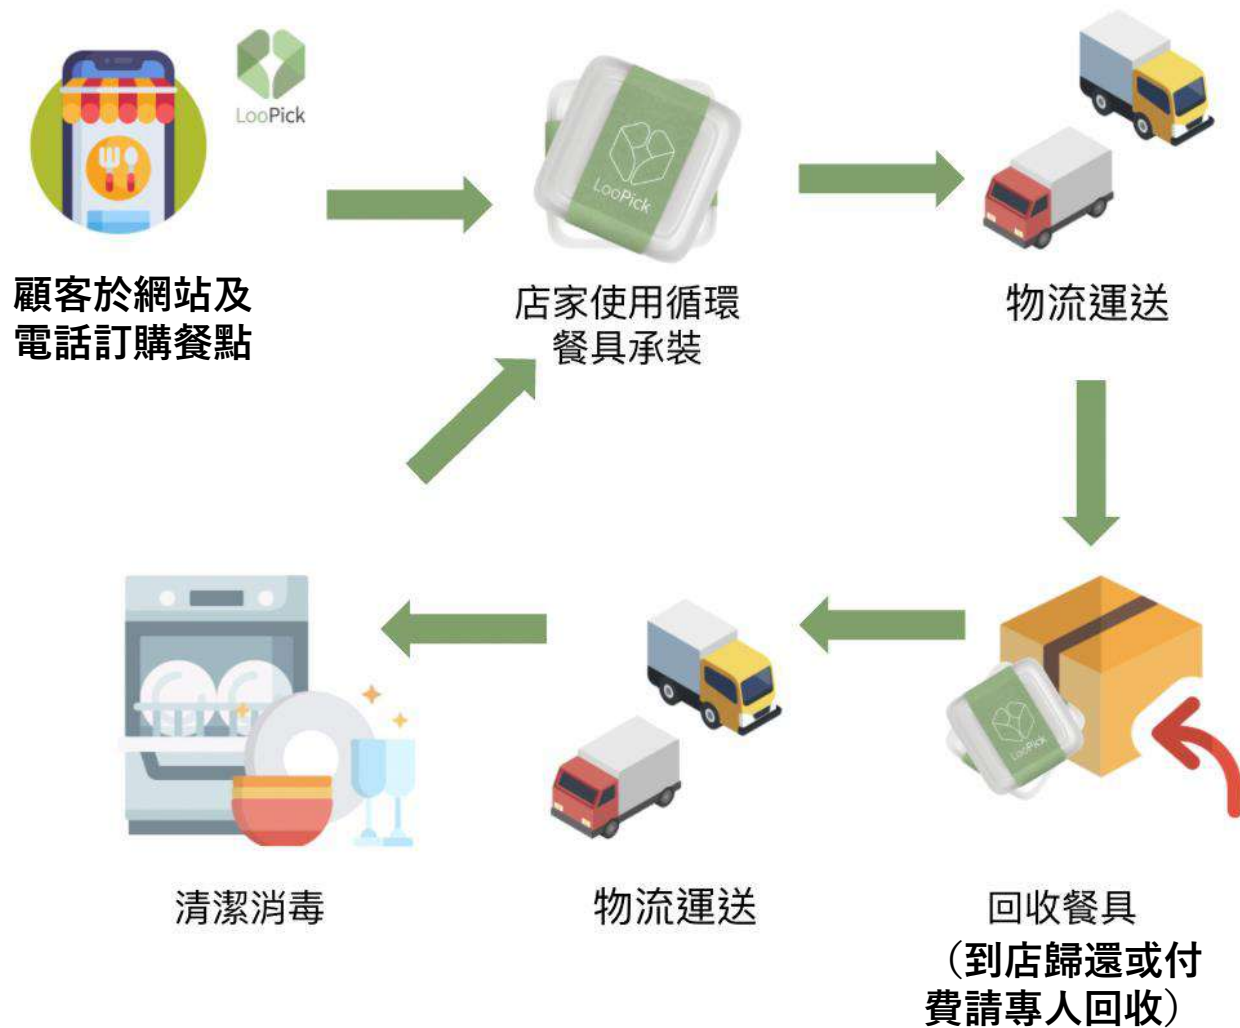 LooPick
顧客於網站及
電話訂購餐點
LooPick
店家使用循環
餐具承裝
物流運送
清潔消毒
物流運送
LooPick
回收餐具
（到店歸還或付
費請專人回收）